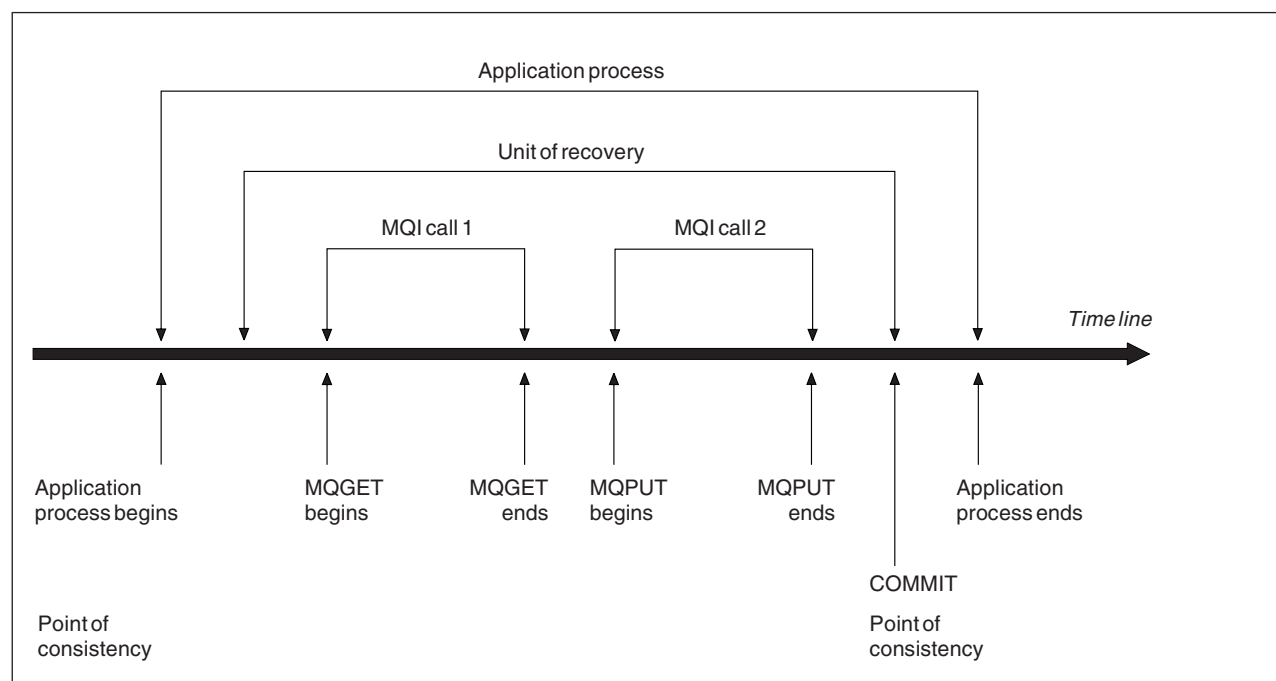 Application process
Unit of recovery
MQI call 1
MQI call 2
Time line
Application
process begins
MQGET
begins
MQGET
ends
MQPUT
begins
MQPUT
ends
Application
process ends
COMMIT
Point of
consistency
Point of
consistency